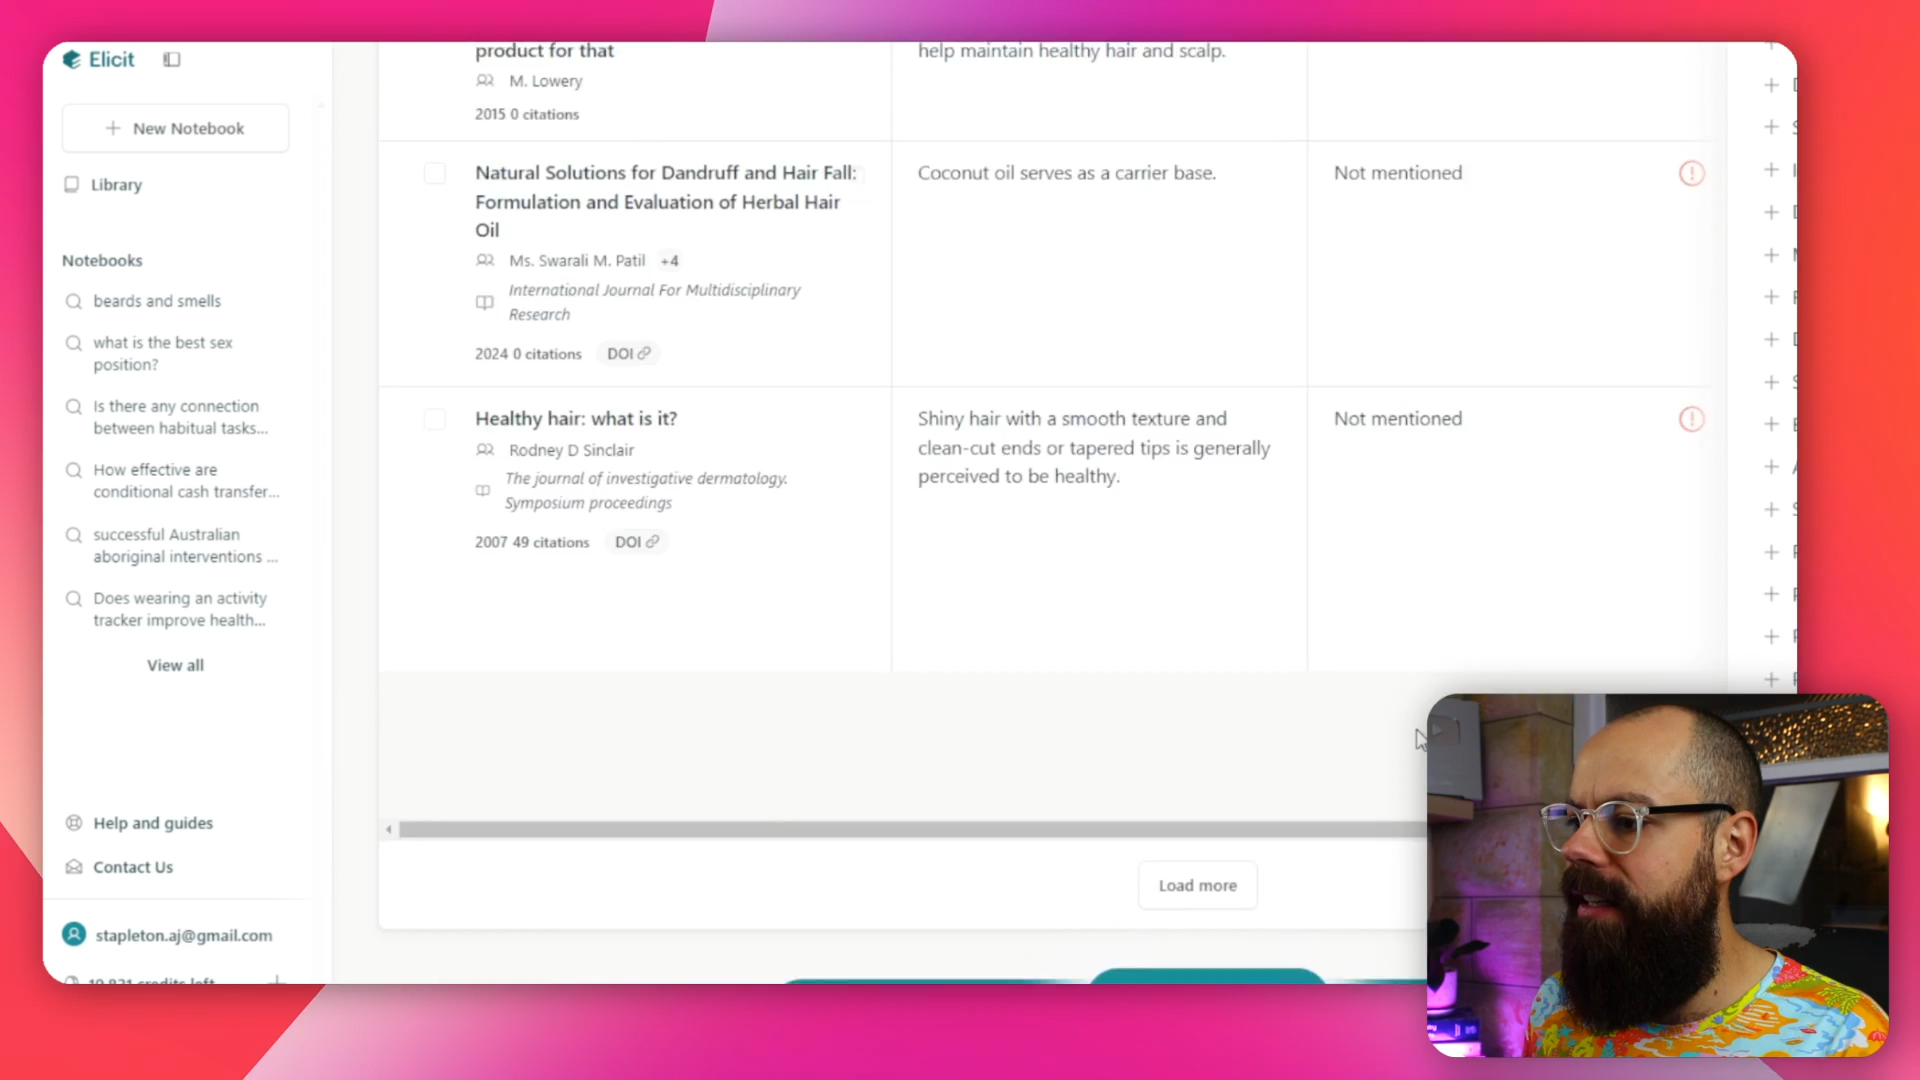 Elicit
New Notebook
Library
Notebooks
beards and smells
what is the best sex
position?
Is there any connection
between habitual tasks...
How effective are
conditional cash transfer...
successful Australian
aboriginal interventions ...
Does wearing an activity
tracker improve health...
View all
Help and guides
Contact Us
stapleton.aj@gmail.com
10,831 credits left
product for that
M. Lowery
2015 0 citations
help maintain healthy hair and scalp.
Natural Solutions for Dandruff and Hair Fall:
Formulation and Evaluation of Herbal Hair
Oil
Ms. Swarali M. Patil +4
International Journal For Multidisciplinary
Research
2024 0 citations DOI
Coconut oil serves as a carrier base.
Not mentioned
Healthy hair: what is it?
Rodney D Sinclair
The journal of investigative dermatology.
Symposium proceedings
2007 49 citations DOI
Shiny hair with a smooth texture and
clean-cut ends or tapered tips is generally
perceived to be healthy.
Not mentioned
Load more